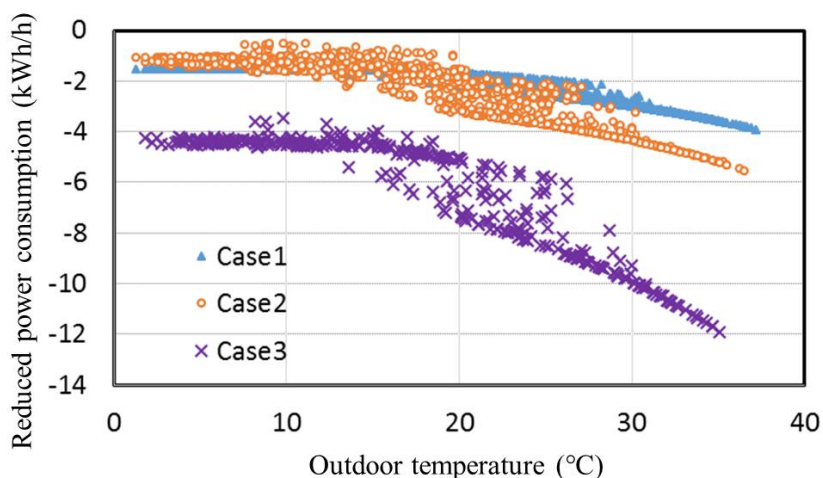 Reduced power consumption (kWh/h)
0
-2
-4
-6
-8
-10
-12
-14
Case1
Case2
Case3
0 10 20 30 40
Outdoor temperature (°C)